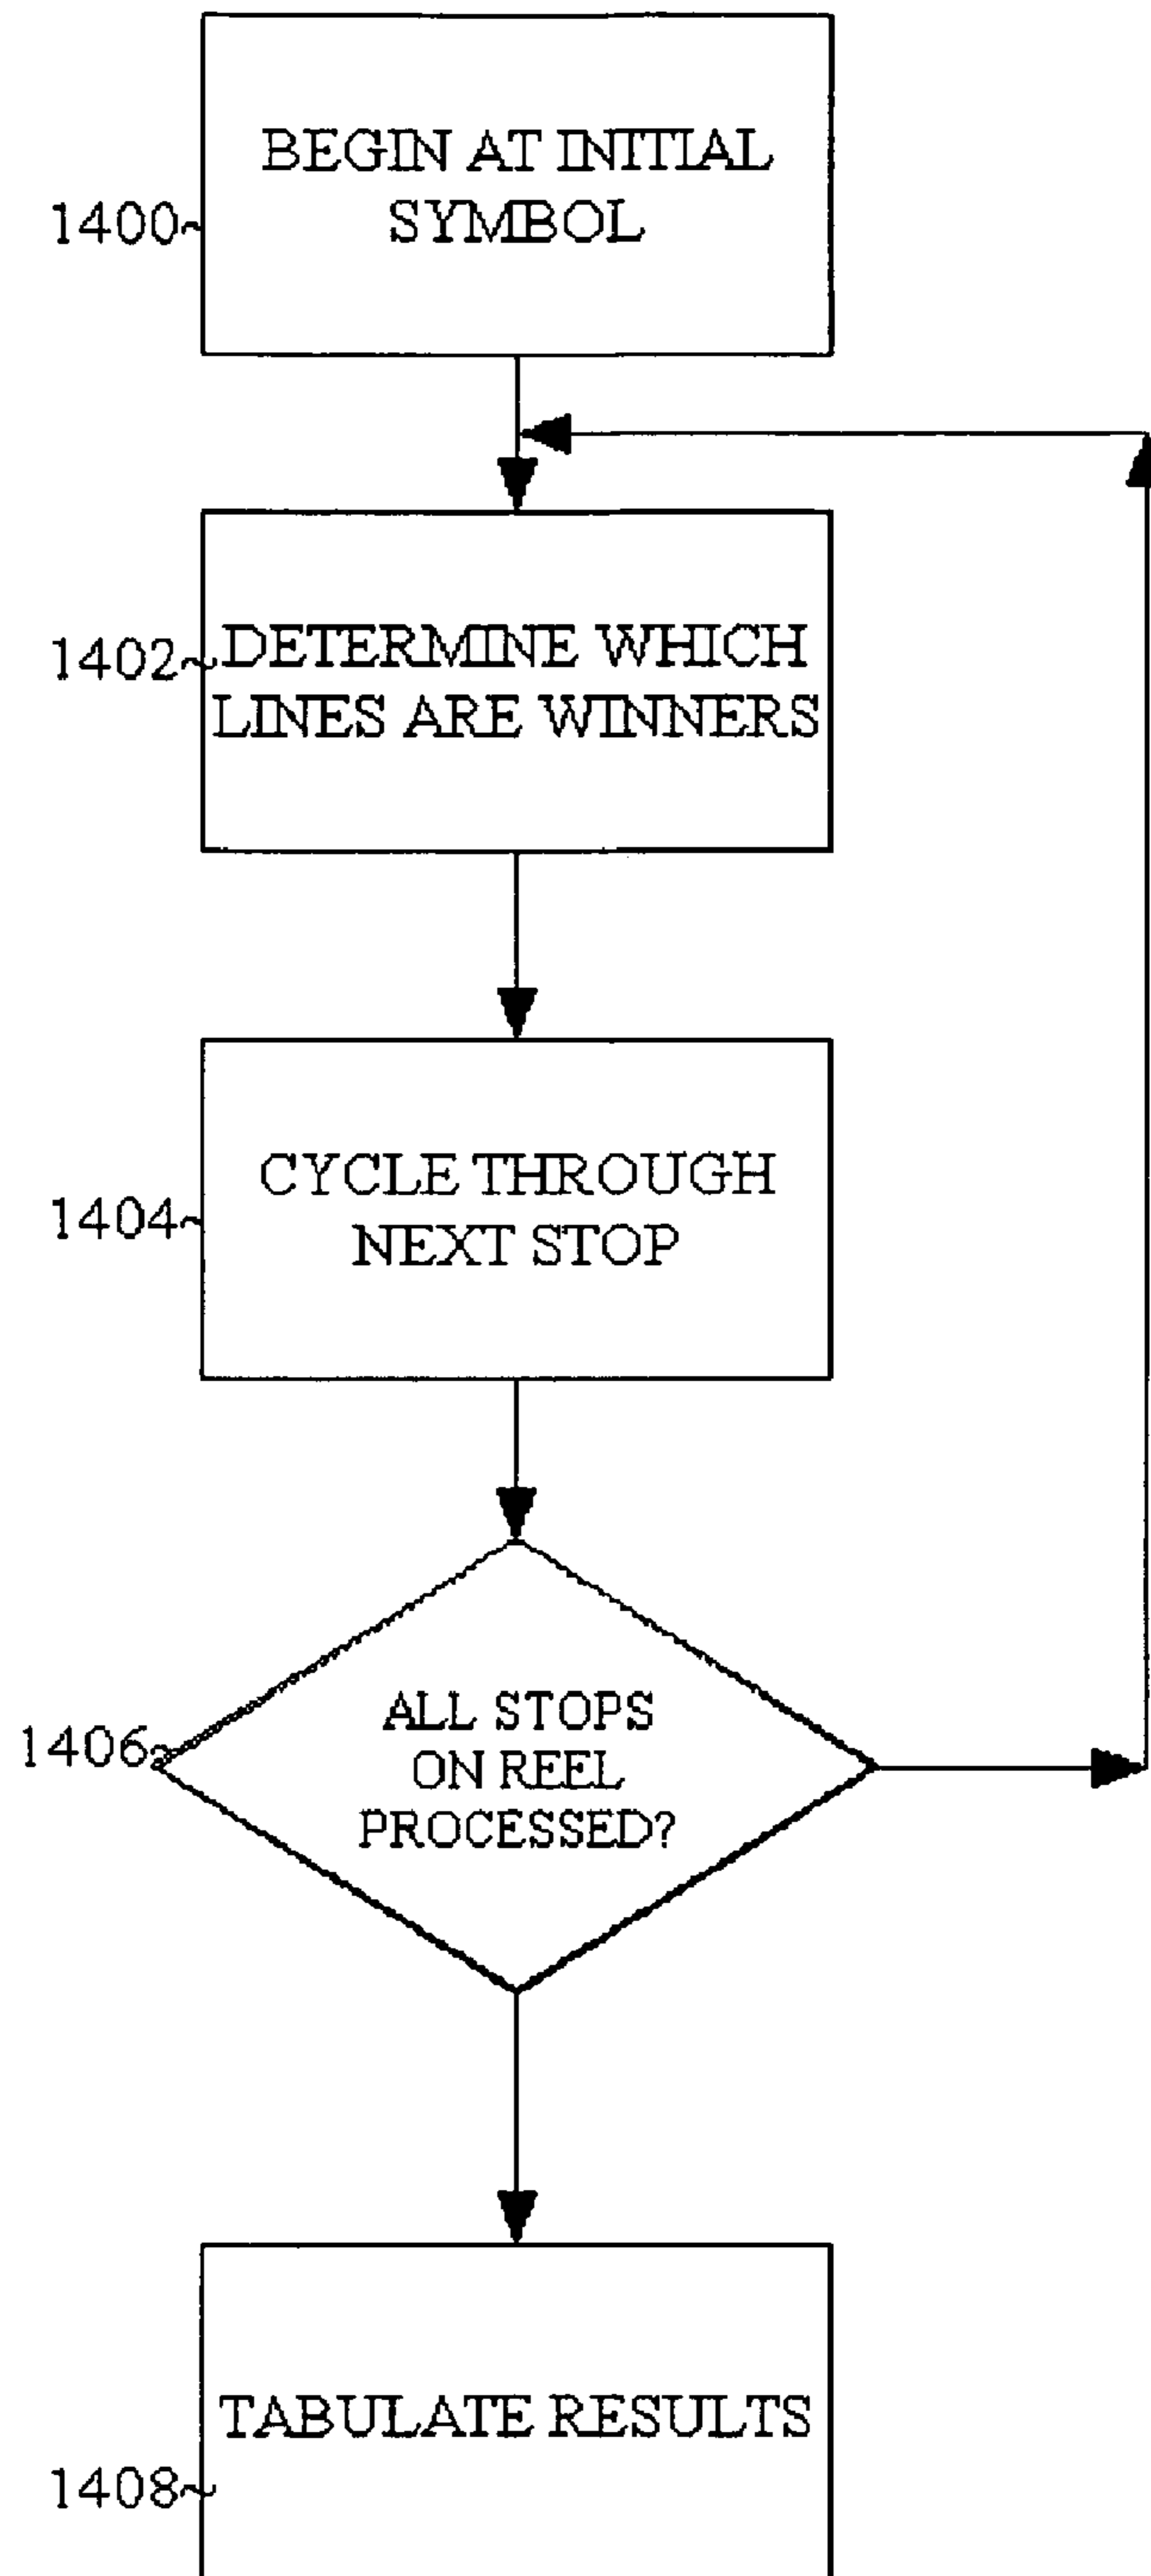 BEGIN AT INITIAL
SYMBOL
1400
1402
DETERMINE WHICH
LINES ARE WINNERS
CYCLE THROUGH
NEXT STOP
1404
ALL STOPS
ON REEL
PROCESSED?
1406
TABULATE RESULTS
1408